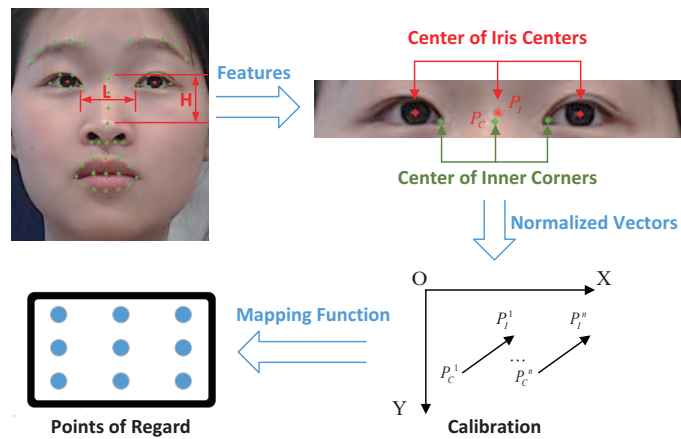 Center of Iris Centers
L
H
Features
P_I
P_C
Center of Inner Corners
Normalized Vectors
O
X
Mapping Function
P_I^1
P_I^n
P_C^1
...
P_C^n
Y
Points of Regard
Calibration